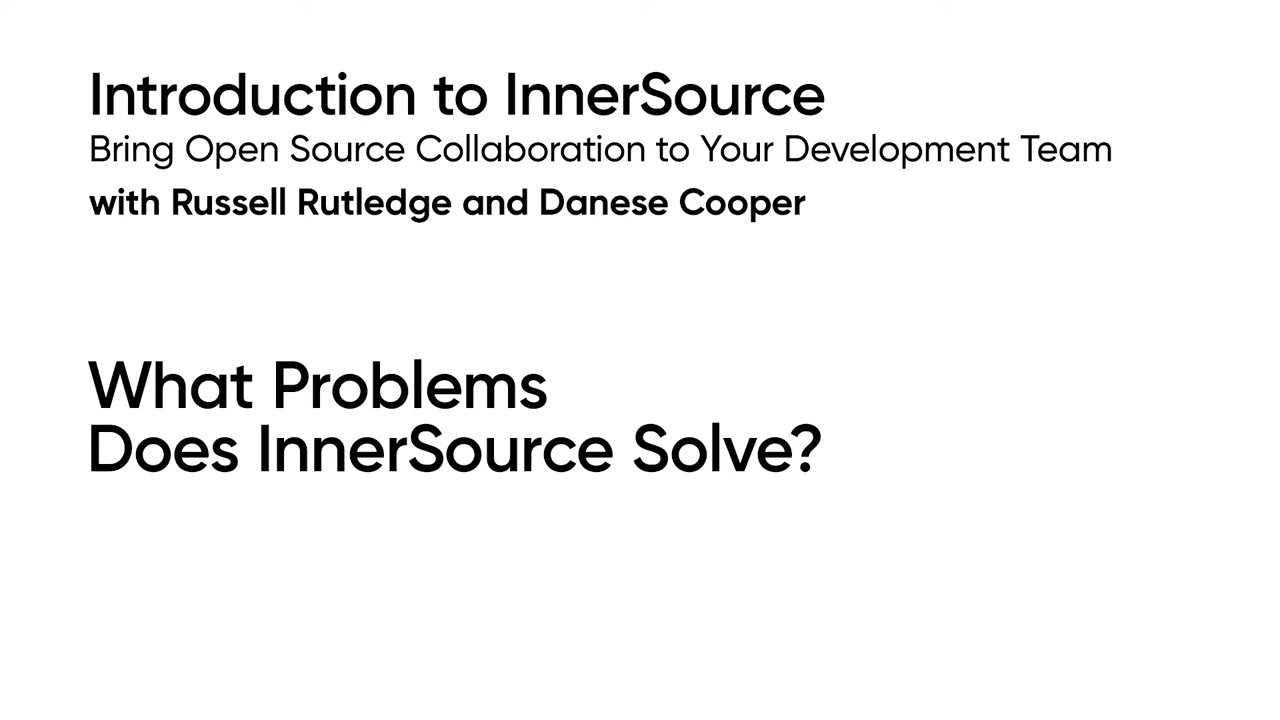 Introduction to InnerSource
Bring Open Source Collaboration to Your Development Team
with Russell Rutledge and Danese Cooper
What Problems
Does InnerSource Solve?